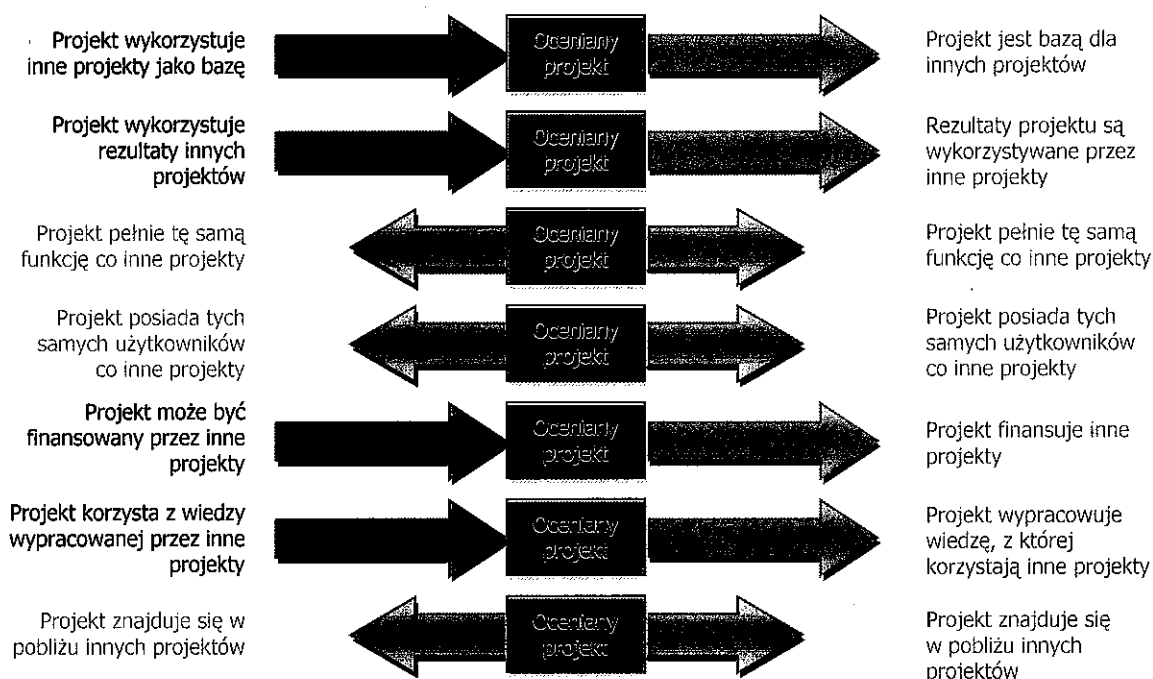 Projekt wykorzystuje
inne projekty jako bazę
Oceniany
projekt
Projekt jest bazą dla
innych projektów
Projekt wykorzystuje
rezultaty innych
projektów
Oceniany
projekt
Rezultaty projektu są
wykorzystywane przez
inne projekty
Projekt pełnie tę samą
funkcję co inne projekty
Oceniany
projekt
Projekt pełnie tę samą
funkcję co inne projekty
Projekt posiada tych
samych użytkowników
co inne projekty
Oceniany
projekt
Projekt posiada tych
samych użytkowników
co inne projekty
Projekt może być
finansowany przez inne
projekty
Oceniany
projekt
Projekt finansuje inne
projekty
Projekt korzysta z wiedzy
wypracowanej przez inne
projekty
Oceniany
projekt
Projekt wypracowuje
wiedzę, z której
korzystają inne projekty
Projekt znajduje się w
pobliżu innych projektów
Oceniany
projekt
Projekt znajduje się
w pobliżu innych
projektów